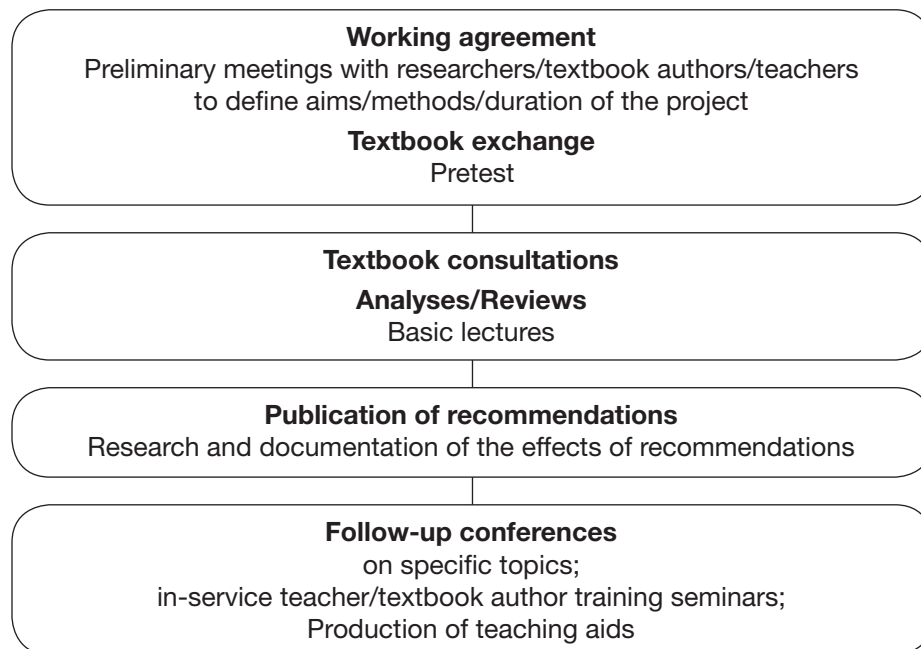 Working agreement
Preliminary meetings with researchers/textbook authors/teachers
to define aims/methods/duration of the project
Textbook exchange
Pretest
Textbook consultations
Analyses/Reviews
Basic lectures
Publication of recommendations
Research and documentation of the effects of recommendations
Follow-up conferences
on specific topics;
in-service teacher/textbook author training seminars;
Production of teaching aids